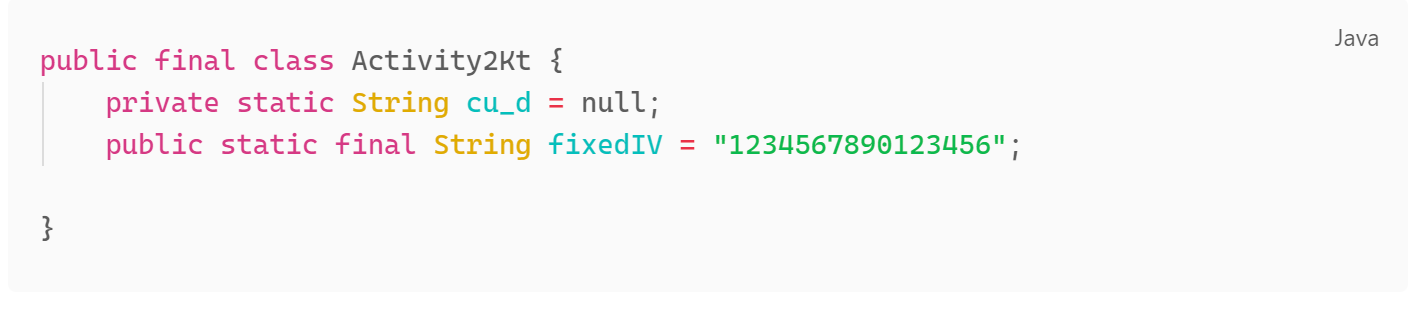 Java
public final class Activity2Kt {
    private static String cu_d = null;
    public static final String fixedIV = "1234567890123456";
}